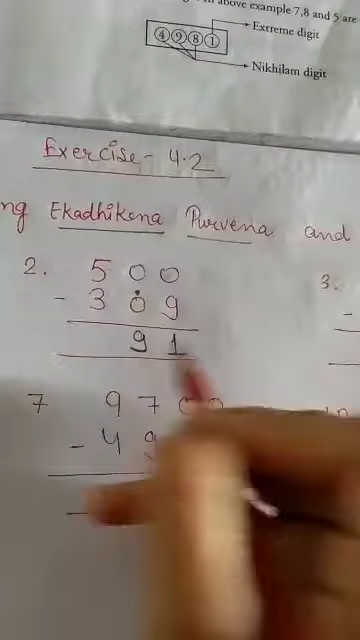 above example 7,8 and 5 are
Extreme digit
4 9 8 1
Nikhilam digit
Exercise - 4.2
ng Ekadhikena Purvena and
2. 5 0 0
3.
- 3 0̇ 9
-
9 1
7 9 7
- 4